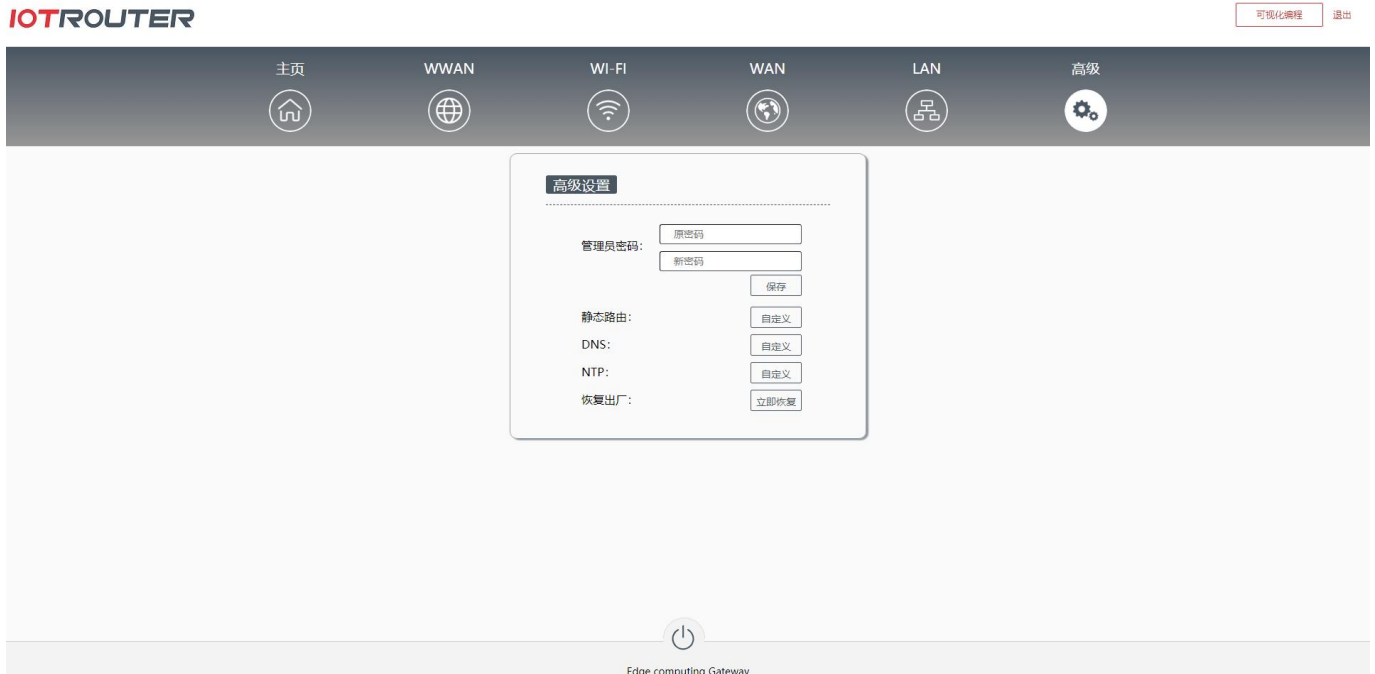 IOTROUTER
可视化编程 退出
主页 WWAN WI-FI WAN LAN 高级
高级设置
管理员密码:
原密码
新密码
保存
静态路由: 自定义
DNS: 自定义
NTP: 自定义
恢复出厂: 立即恢复
Edge computing Gateway